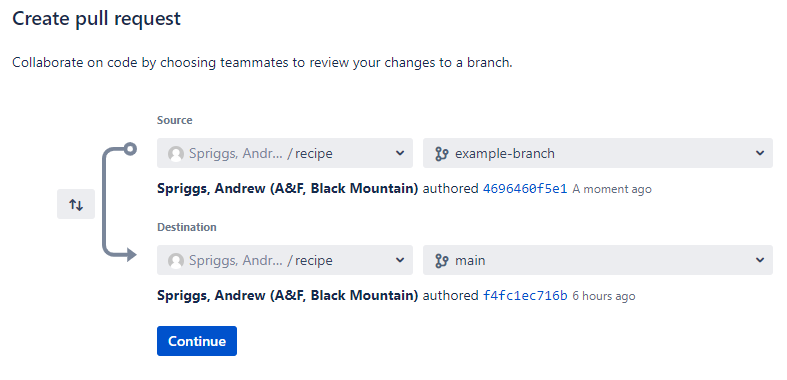 Create pull request
Collaborate on code by choosing teammates to review your changes to a branch.
Source
Spriggs, Andr... / recipe
example-branch
Spriggs, Andrew (A&F, Black Mountain) authored 4696460f5e1 A moment ago
Destination
Spriggs, Andr... / recipe
main
Spriggs, Andrew (A&F, Black Mountain) authored f4fc1ec716b 6 hours ago
Continue